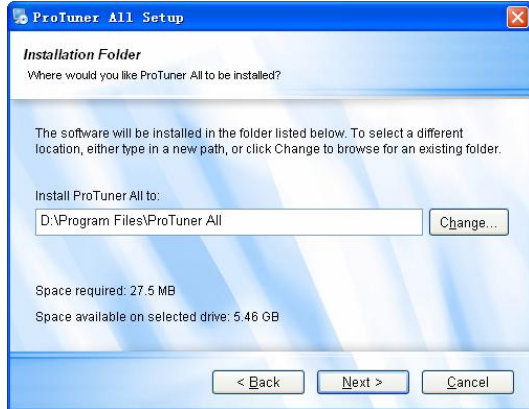 ProTuner All Setup
Installation Folder
Where would you like ProTuner All to be installed?
The software will be installed in the folder listed below. To select a different
location, either type in a new path, or click Change to browse for an existing folder.
Install ProTuner All to:
D:\Program Files\ProTuner All
Change...
Space required: 27.5 MB
Space available on selected drive: 5.46 GB
< Back
Next >
Cancel